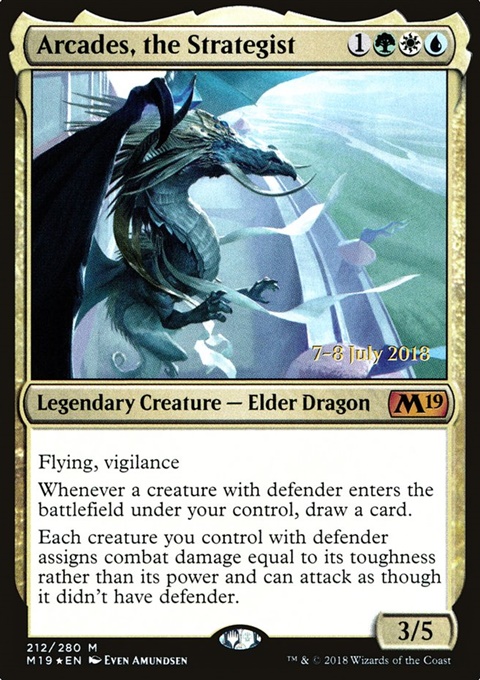 Arcades, the Strategist 1
7–8 July 2018
Legendary Creature — Elder Dragon M19
Flying, vigilance
Whenever a creature with defender enters the
battlefield under your control, draw a card.
Each creature you control with defender
assigns combat damage equal to its toughness
rather than its power and can attack as though
it didn't have defender.
3/5
212/280 M
M19 ★ EN Even Amundsen
™ & © 2018 Wizards of the Coast